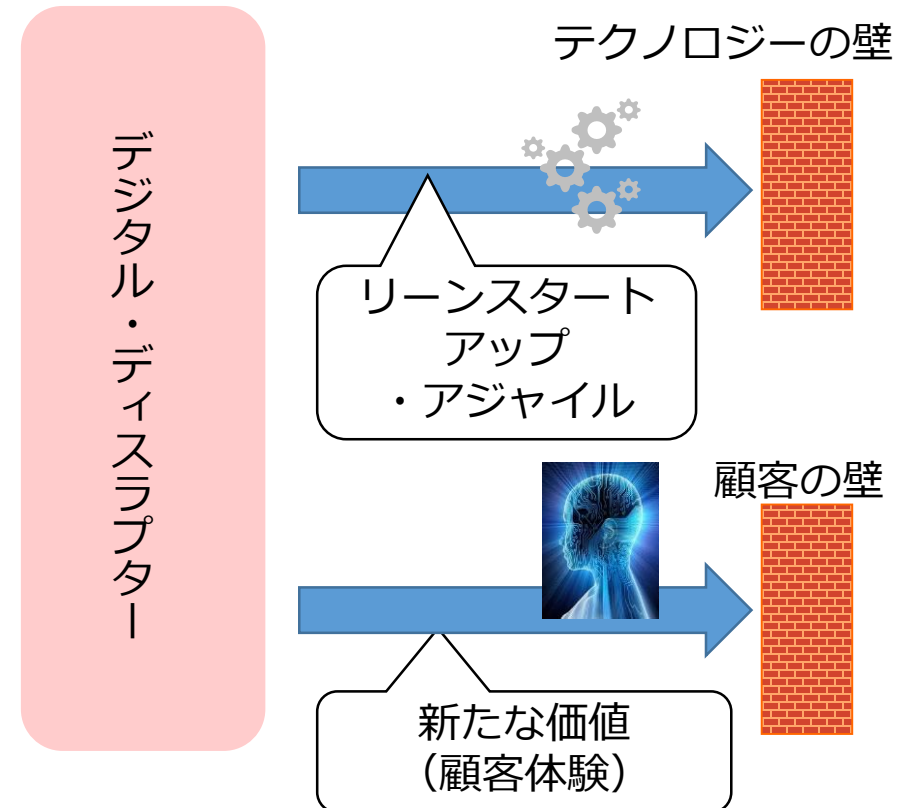 テクノロジーの壁
デジタル・ディスラプター
リーンスタート
アップ
・アジャイル
顧客の壁
新たな価値
（顧客体験）